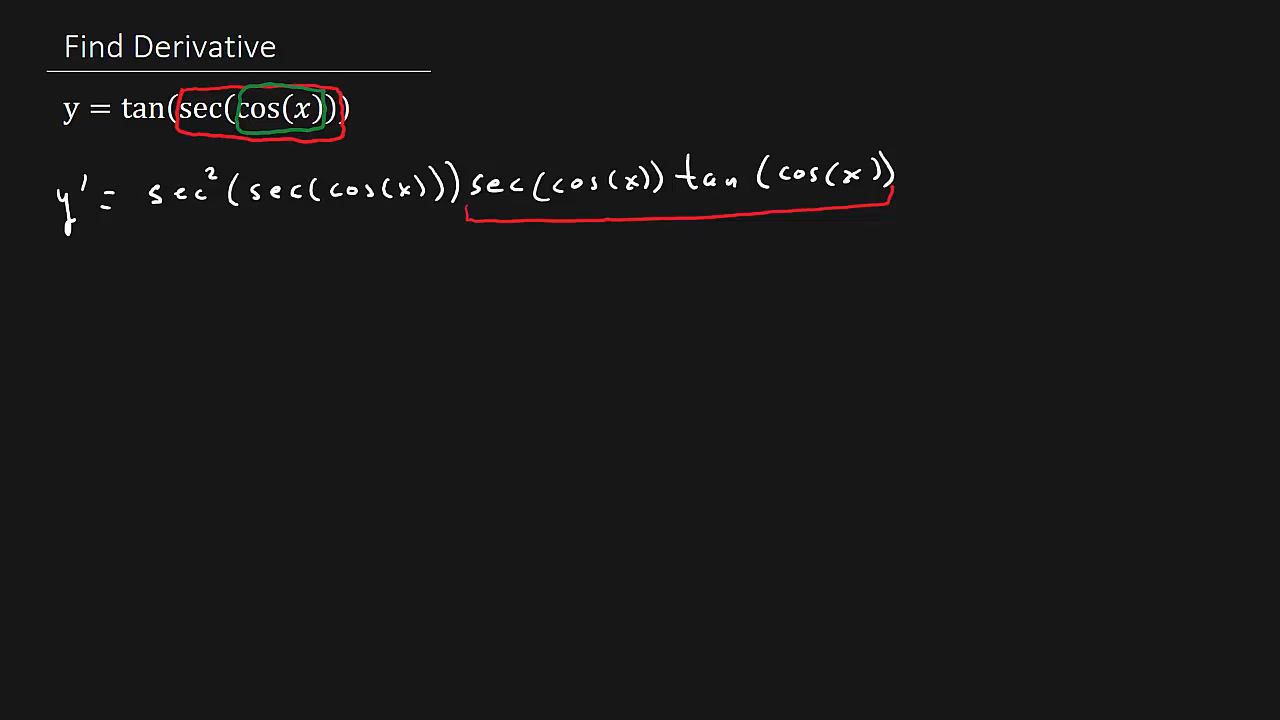 Find Derivative
y = tan(sec(cos(x)))
y' = sec²(sec(cos(x))) sec(cos(x)) tan(cos(x))